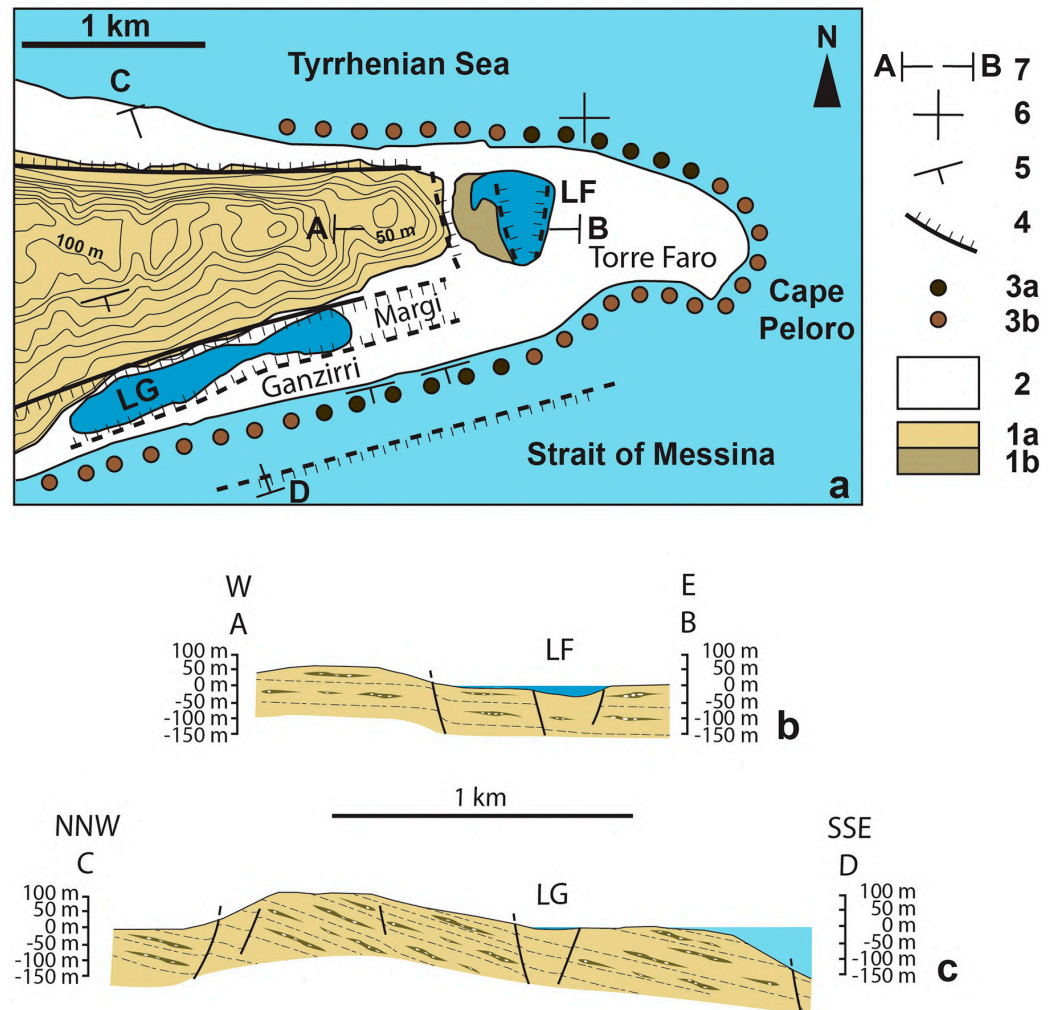 1 km
Tyrrhenian Sea
N
C
LF
A
B
100 m
50 m
Torre Faro
Margi
Cape
Peloro
LG
Ganzirri
Strait of Messina
D
a
A B 7
6
5
4
3a
3b
2
1a
1b
W E
A B
LF
100 m 100 m
50 m 50 m
0 m 0 m
-50 m -50 m
-100 m -100 m
-150 m -150 m
b
1 km
NNW SSE
C D
LG
100 m 100 m
50 m 50 m
0 m 0 m
-50 m -50 m
-100 m -100 m
-150 m -150 m
c